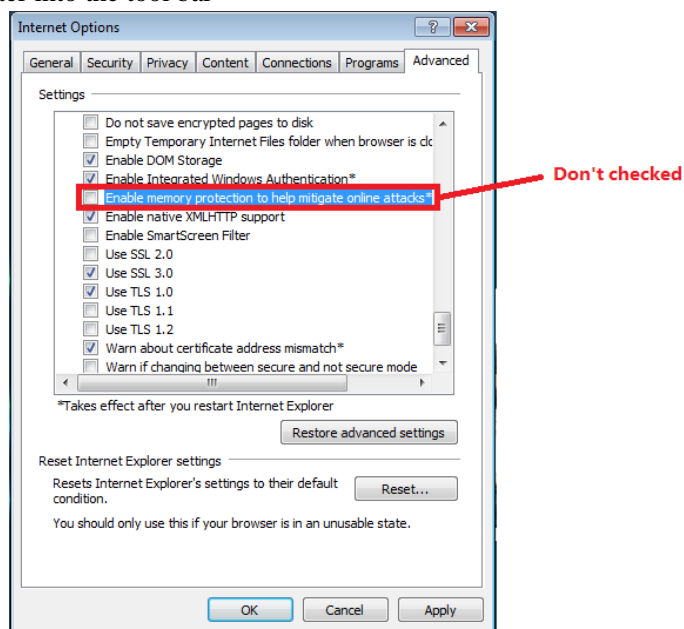 Internet Options
General Security Privacy Content Connections Programs Advanced
Settings
Do not save encrypted pages to disk
Empty Temporary Internet Files folder when browser is
Enable DOM Storage
Enable Integrated Windows Authentication*
Enable memory protection to help mitigate online attacks*
Don't checked
Enable native XMLHTTP support
Enable SmartScreen Filter
Use SSL 2.0
Use SSL 3.0
Use TLS 1.0
Use TLS 1.1
Use TLS 1.2
Warn about certificate address mismatch*
Warn if changing between secure and not secure mode
*Takes effect after you restart Internet Explorer
Restore advanced settings
Reset Internet Explorer settings
Resets Internet Explorer's settings to their default
condition.
Reset...
You should only use this if your browser is in an unusable state.
OK Cancel Apply